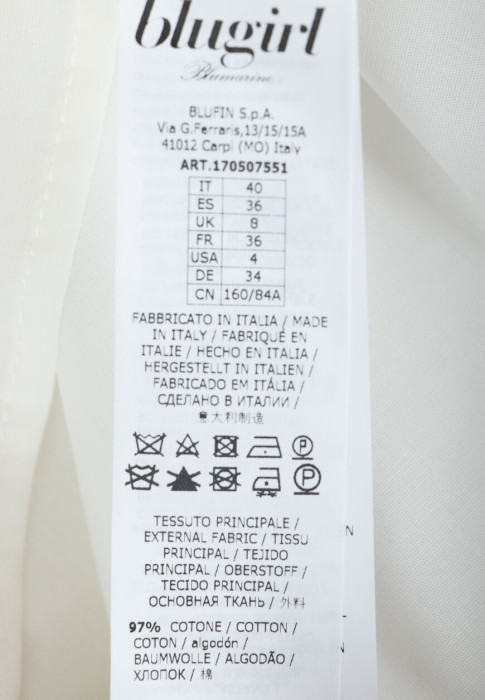 blugirl
Blumarine
BLUFIN S.p.A.
Via G.Ferraris,13/15/15A
41012 Carpi (MO) Italy
ART.170507551
IT 40
ES 36
UK 8
FR 36
USA 4
DE 34
CN 160/84A
FABBRICATO IN ITALIA / MADE
IN ITALY / FABRIQUÉ EN
ITALIE / HECHO EN ITALIA /
HERGESTELLT IN ITALIEN /
FABRICADO EM ITÁLIA /
СДЕЛАНО В ИТАЛИИ /
意大利制造
P
P
TESSUTO PRINCIPALE /
EXTERNAL FABRIC / TISSU
PRINCIPAL / TEJIDO
PRINCIPAL / OBERSTOFF /
TECIDO PRINCIPAL /
ОСНОВНАЯ ТКАНЬ / 外料
97% COTONE / COTTON /
COTON / algodón /
BAUMWOLLE / ALGODÃO /
ХЛОПОК / 棉